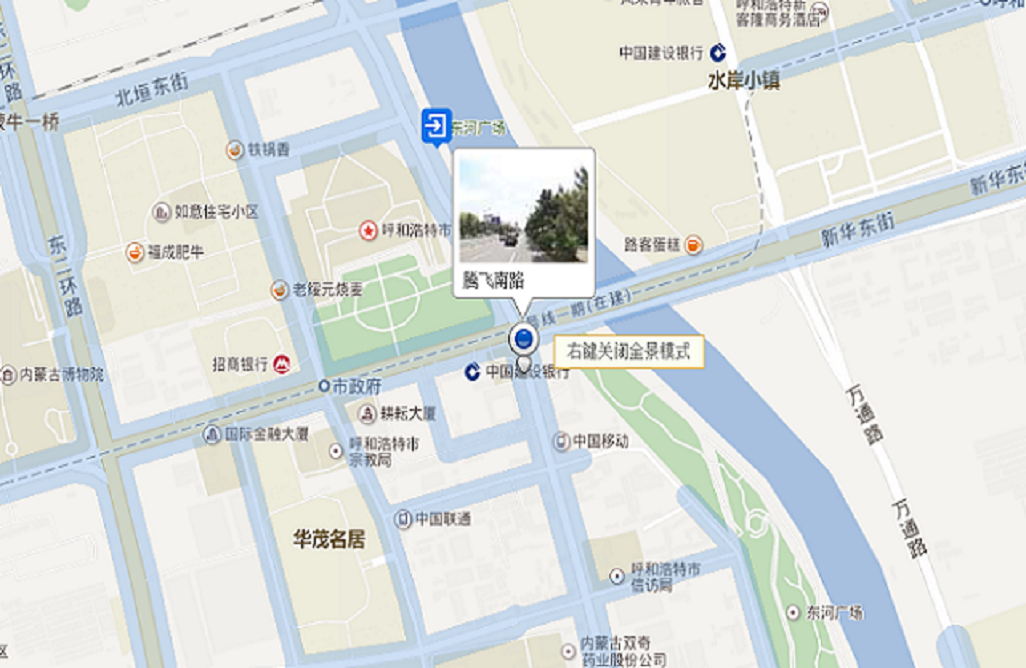 呼和浩特新
客隆商务酒店
中国建设银行
水岸小镇
北垣东街
东河广场
铁锅香
如意住宅小区
福成肥牛
东二环路
呼和浩特市
路客蛋糕
新华东街
老绥元烧麦
腾飞南路
号线一期(在建)
右键关闭全景模式
招商银行
内蒙古博物院
市政府
中国建设银行
耕耘大厦
国际金融大厦
呼和浩特市
宗教局
中国移动
万通路
华茂名居
中国联通
万通路
呼和浩特市
信访局
东河广场
内蒙古双奇
药业股份公司